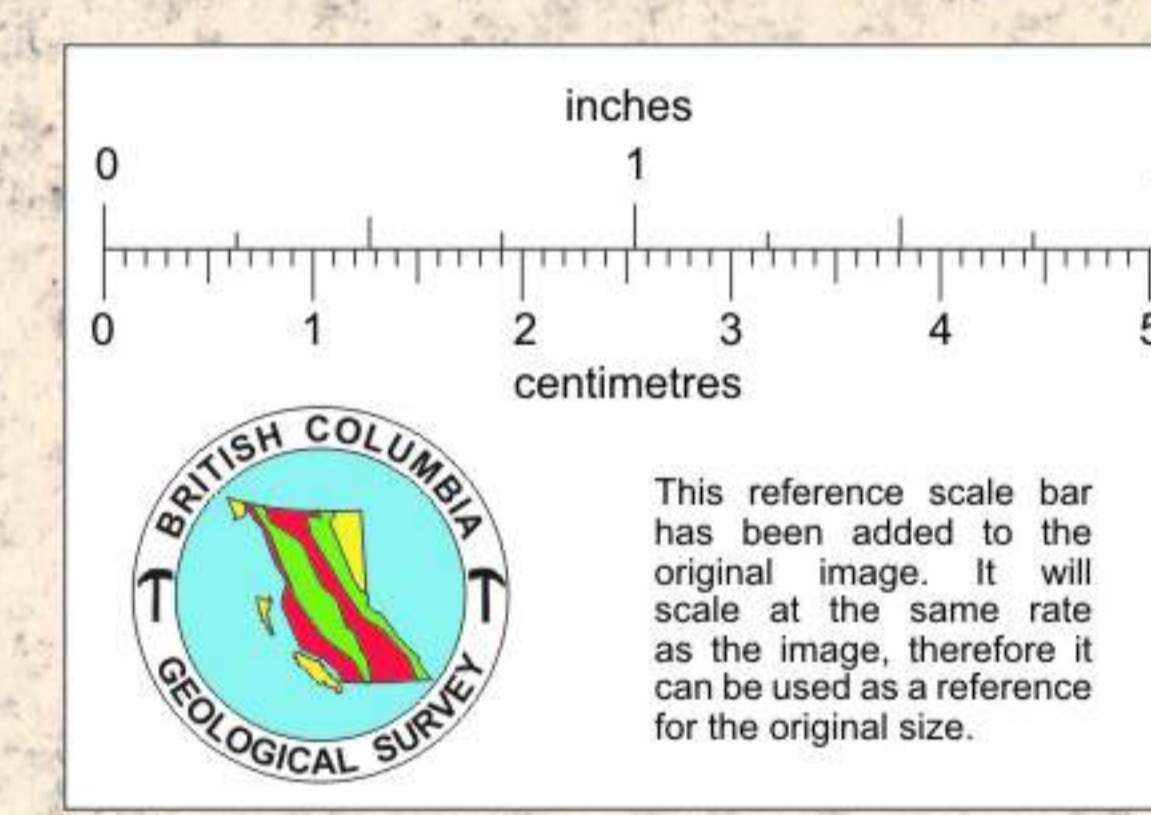 inches
0 1
0 1 2 3 4 5
centimetres
BRITISH COLUMBIA
GEOLOGICAL SURVEY
This reference scale bar
has been added to the
original image. It will
scale at the same rate
as the image, therefore it
can be used as a reference
for the original size.